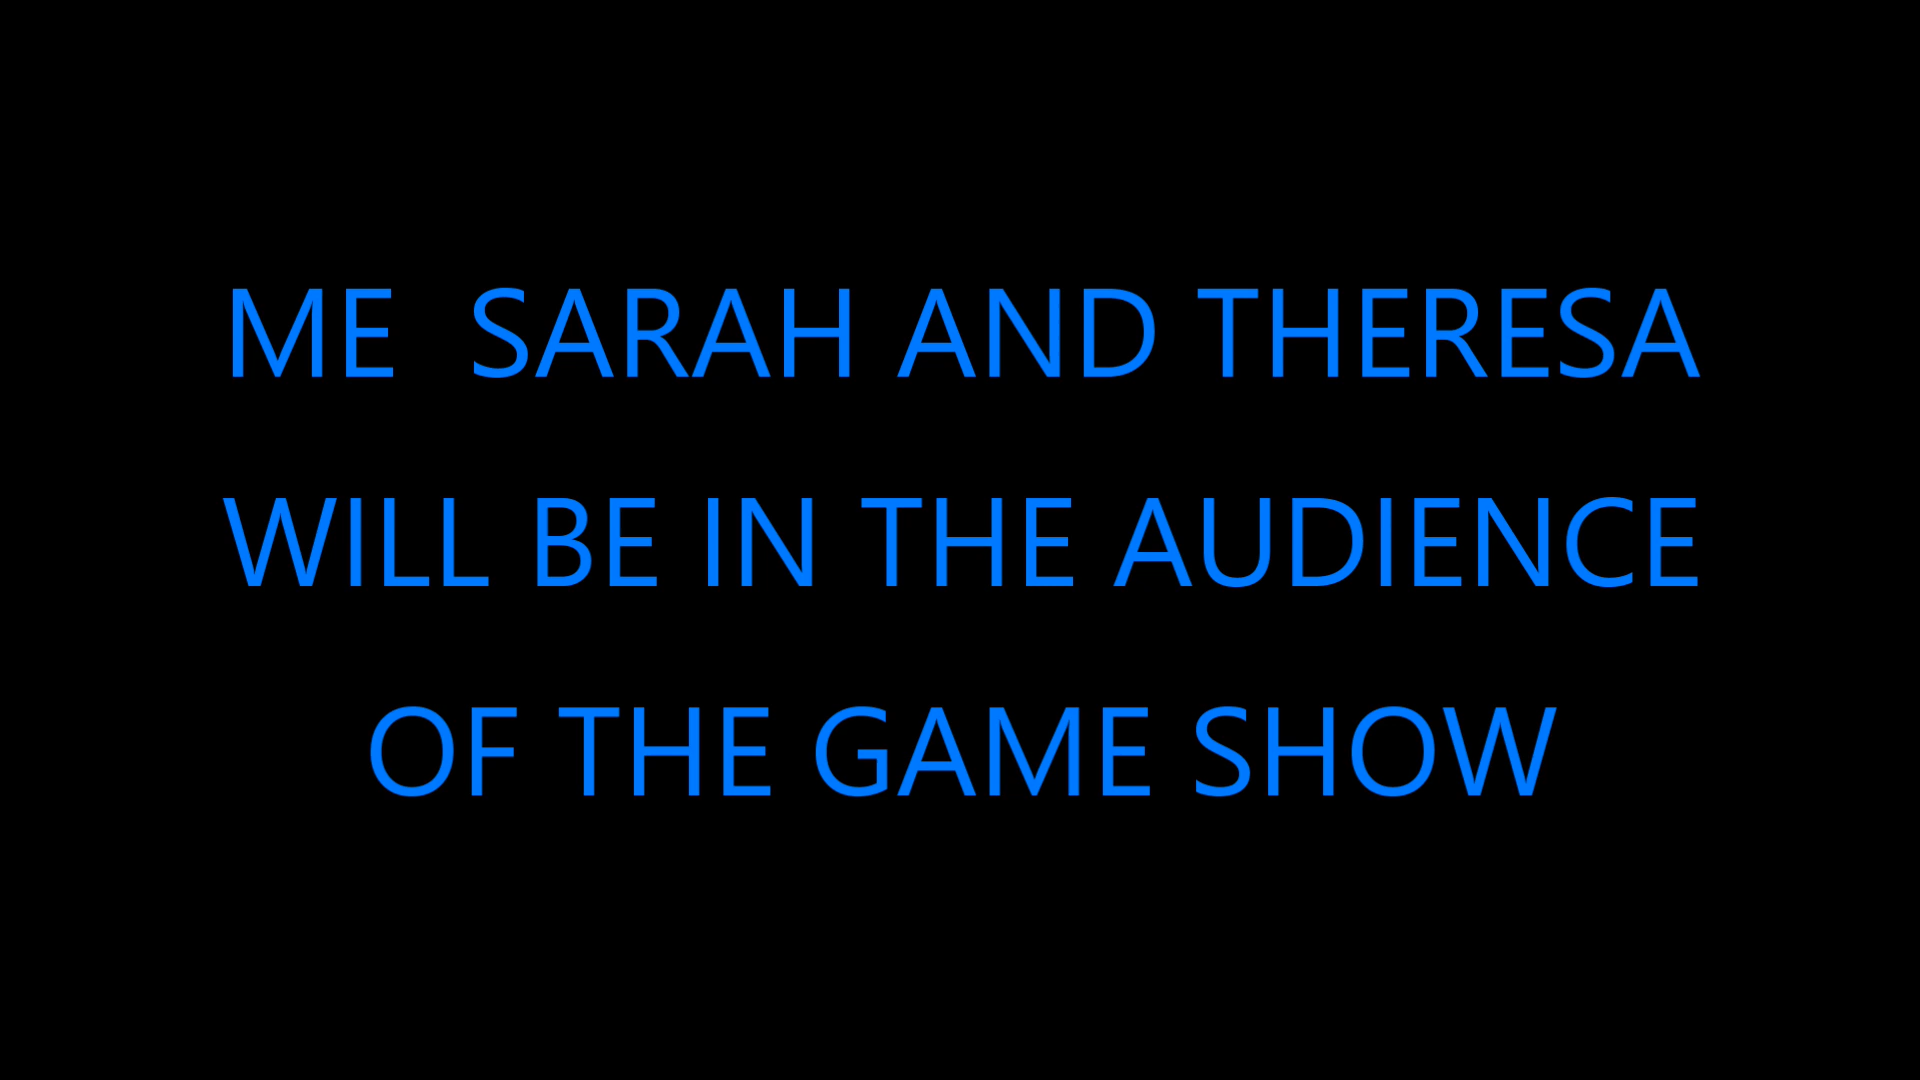 ME  SARAH AND THERESA
WILL BE IN THE AUDIENCE
OF THE GAME SHOW